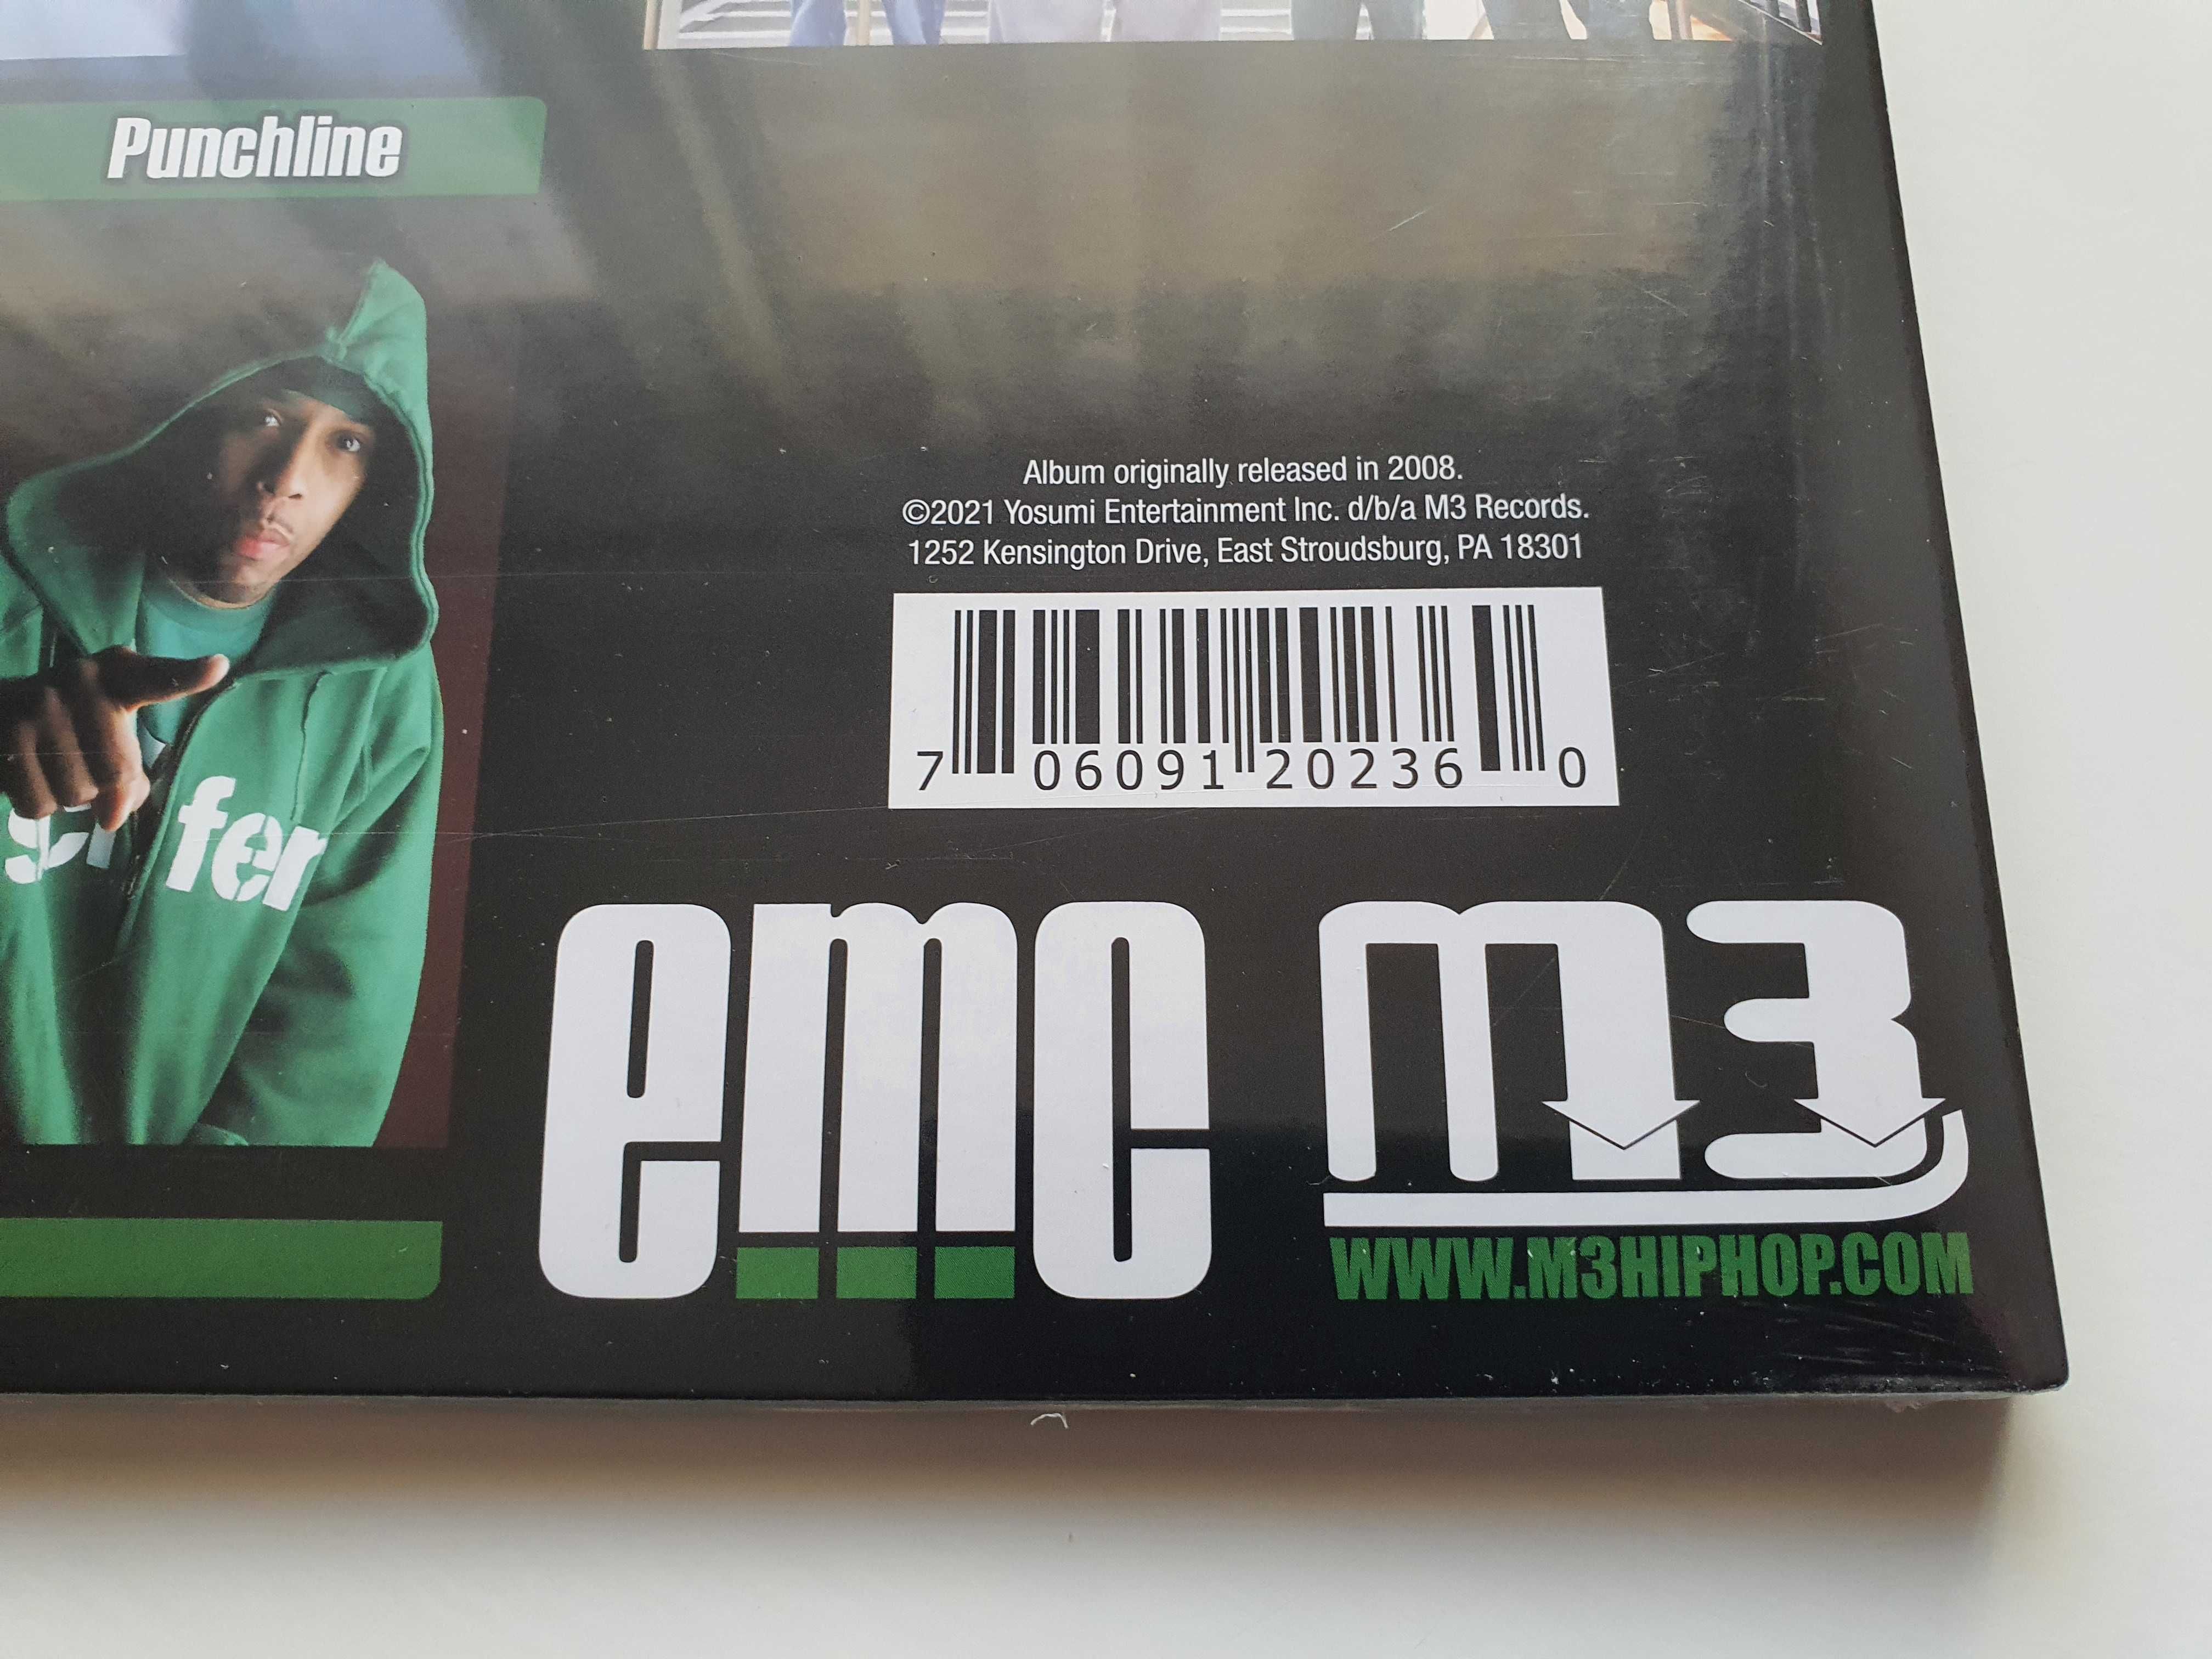 Punchline
Album originally released in 2008.
©2021 Yosumi Entertainment Inc. d/b/a M3 Records.
1252 Kensington Drive, East Stroudsburg, PA 18301
7 06091 20236 0
fer
emc
m3
WWW.M3HIPHOP.COM